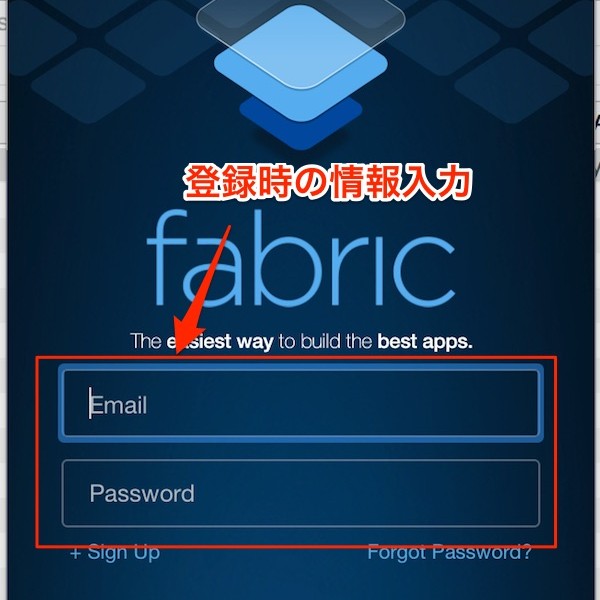 登録時の情報入力
fabric
The easiest way to build the best apps.
Email
Password
+ Sign Up
Forgot Password?